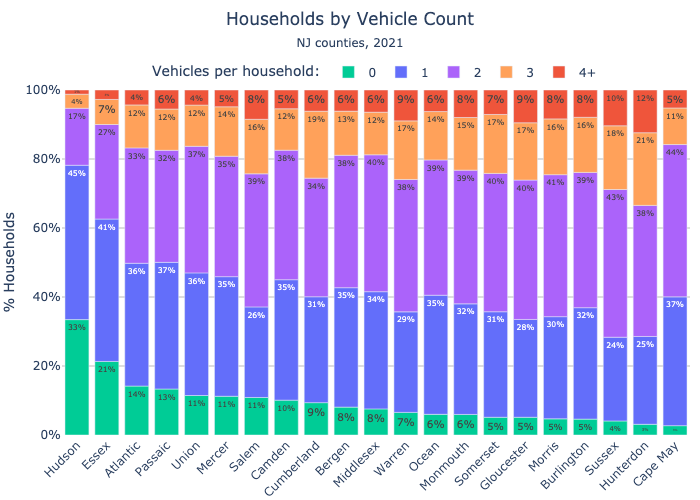 Households by Vehicle Count
NJ counties, 2021
Vehicles per household: 0 1 2 3 4+
% Households
100%
80%
60%
40%
20%
0%
4% 7% 4% 6% 4% 5% 8% 5% 6% 6% 6% 9% 6% 8% 7% 9% 8% 8% 10% 12% 5%
12% 12% 12% 14% 16% 12% 19% 13% 12% 17% 14% 15% 17% 17% 16% 16% 18% 21% 11%
17% 27% 33% 32% 37% 35% 39% 38% 34% 38% 40% 38% 39% 39% 40% 40% 41% 39% 43% 38% 44%
45% 41% 36% 37% 36% 35% 26% 35% 31% 35% 34% 29% 35% 32% 31% 28% 30% 32% 24% 25% 37%
33% 21% 14% 13% 11% 11% 11% 10% 9% 8% 8% 7% 6% 6% 5% 5% 5% 5% 4%
Hudson
Essex
Atlantic
Passaic
Union
Mercer
Salem
Camden
Cumberland
Bergen
Middlesex
Warren
Ocean
Monmouth
Somerset
Gloucester
Morris
Burlington
Sussex
Hunterdon
Cape May